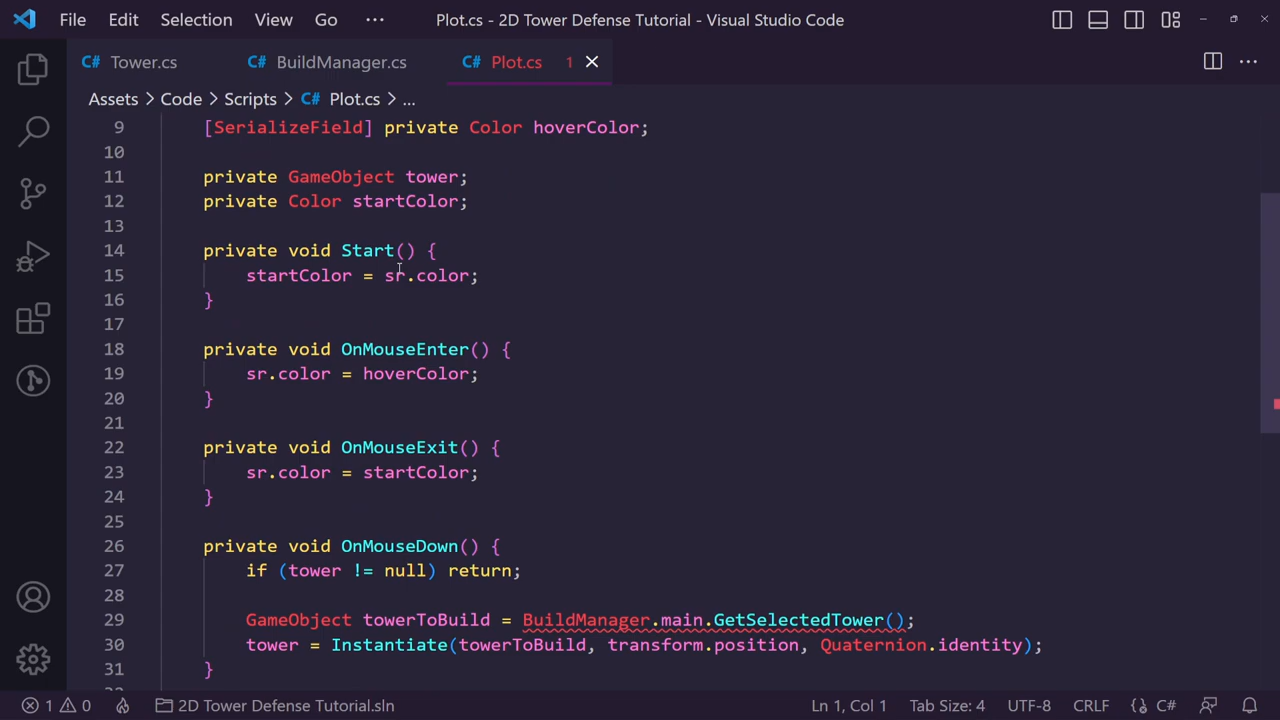 File Edit Selection View Go ··· Plot.cs - 2D Tower Defense Tutorial - Visual Studio Code
C# Tower.cs C# BuildManager.cs C# Plot.cs 1
Assets > Code > Scripts > C# Plot.cs > ...
9 [SerializeField] private Color hoverColor;
10
11 private GameObject tower;
12 private Color startColor;
13
14 private void Start() {
15 startColor = sr.color;
16 }
17
18 private void OnMouseEnter() {
19 sr.color = hoverColor;
20 }
21
22 private void OnMouseExit() {
23 sr.color = startColor;
24 }
25
26 private void OnMouseDown() {
27 if (tower != null) return;
28
29 GameObject towerToBuild = BuildManager.main.GetSelectedTower();
30 tower = Instantiate(towerToBuild, transform.position, Quaternion.identity);
31 }
1 0 2D Tower Defense Tutorial.sln Ln 1, Col 1 Tab Size: 4 UTF-8 CRLF C#